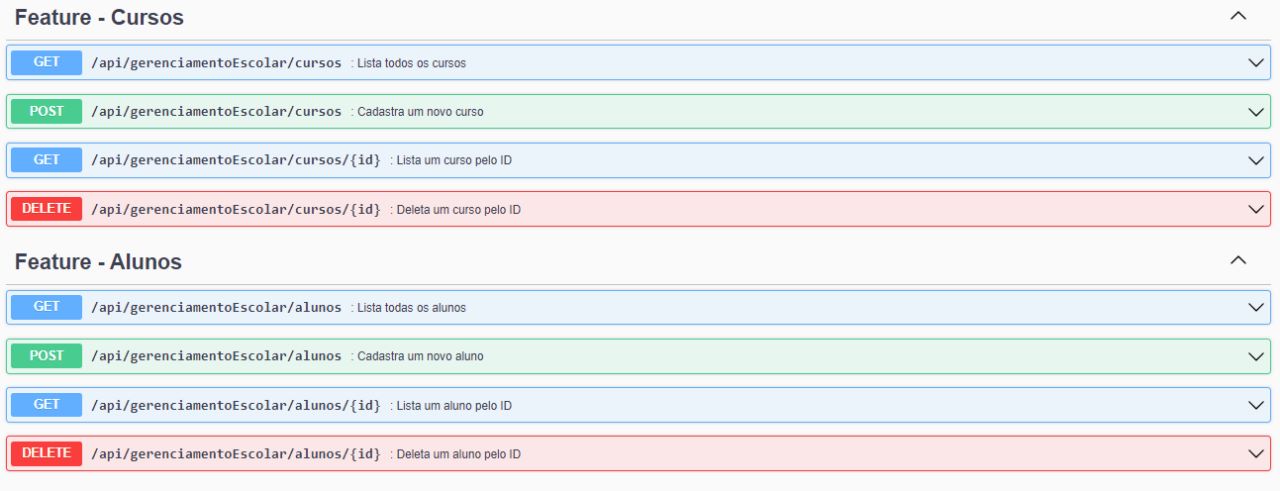 Feature - Cursos
GET /api/gerenciamentoEscolar/cursos : Lista todos os cursos
POST /api/gerenciamentoEscolar/cursos : Cadastra um novo curso
GET /api/gerenciamentoEscolar/cursos/{id} : Lista um curso pelo ID
DELETE /api/gerenciamentoEscolar/cursos/{id} : Deleta um curso pelo ID
Feature - Alunos
GET /api/gerenciamentoEscolar/alunos : Lista todas os alunos
POST /api/gerenciamentoEscolar/alunos : Cadastra um novo aluno
GET /api/gerenciamentoEscolar/alunos/{id} : Lista um aluno pelo ID
DELETE /api/gerenciamentoEscolar/alunos/{id} : Deleta um aluno pelo ID